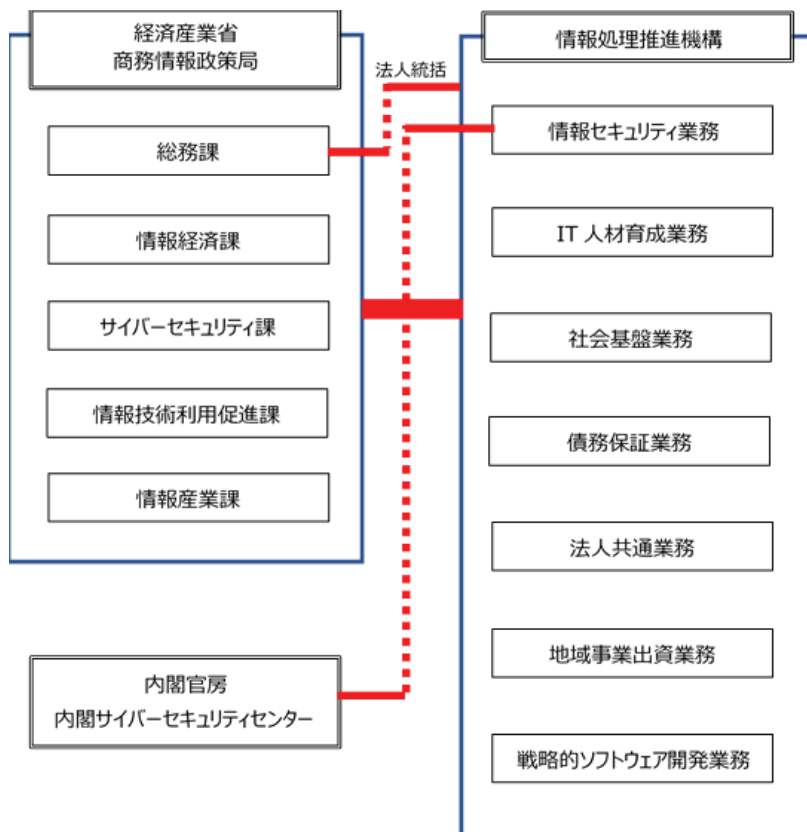 経済産業省
商務情報政策局
総務課
情報経済課
サイバーセキュリティ課
情報技術利用促進課
情報産業課
内閣官房
内閣サイバーセキュリティセンター
法人統括
情報処理推進機構
情報セキュリティ業務
IT 人材育成業務
社会基盤業務
債務保証業務
法人共通業務
地域事業出資業務
戦略的ソフトウェア開発業務